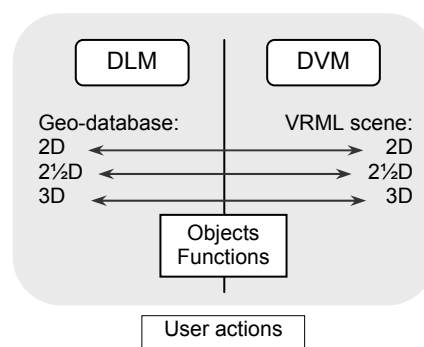 DLM DVM
Geo-database: VRML scene:
2D 2D
2½D 2½D
3D 3D
Objects
Functions
User actions